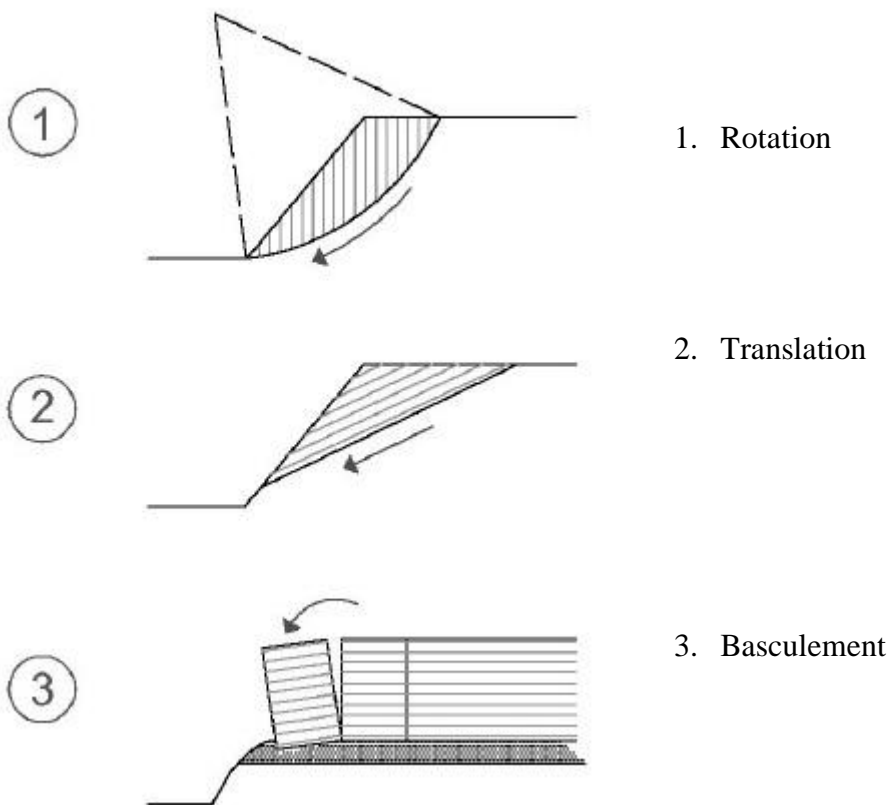 1
1. Rotation
2
2. Translation
3
3. Basculement